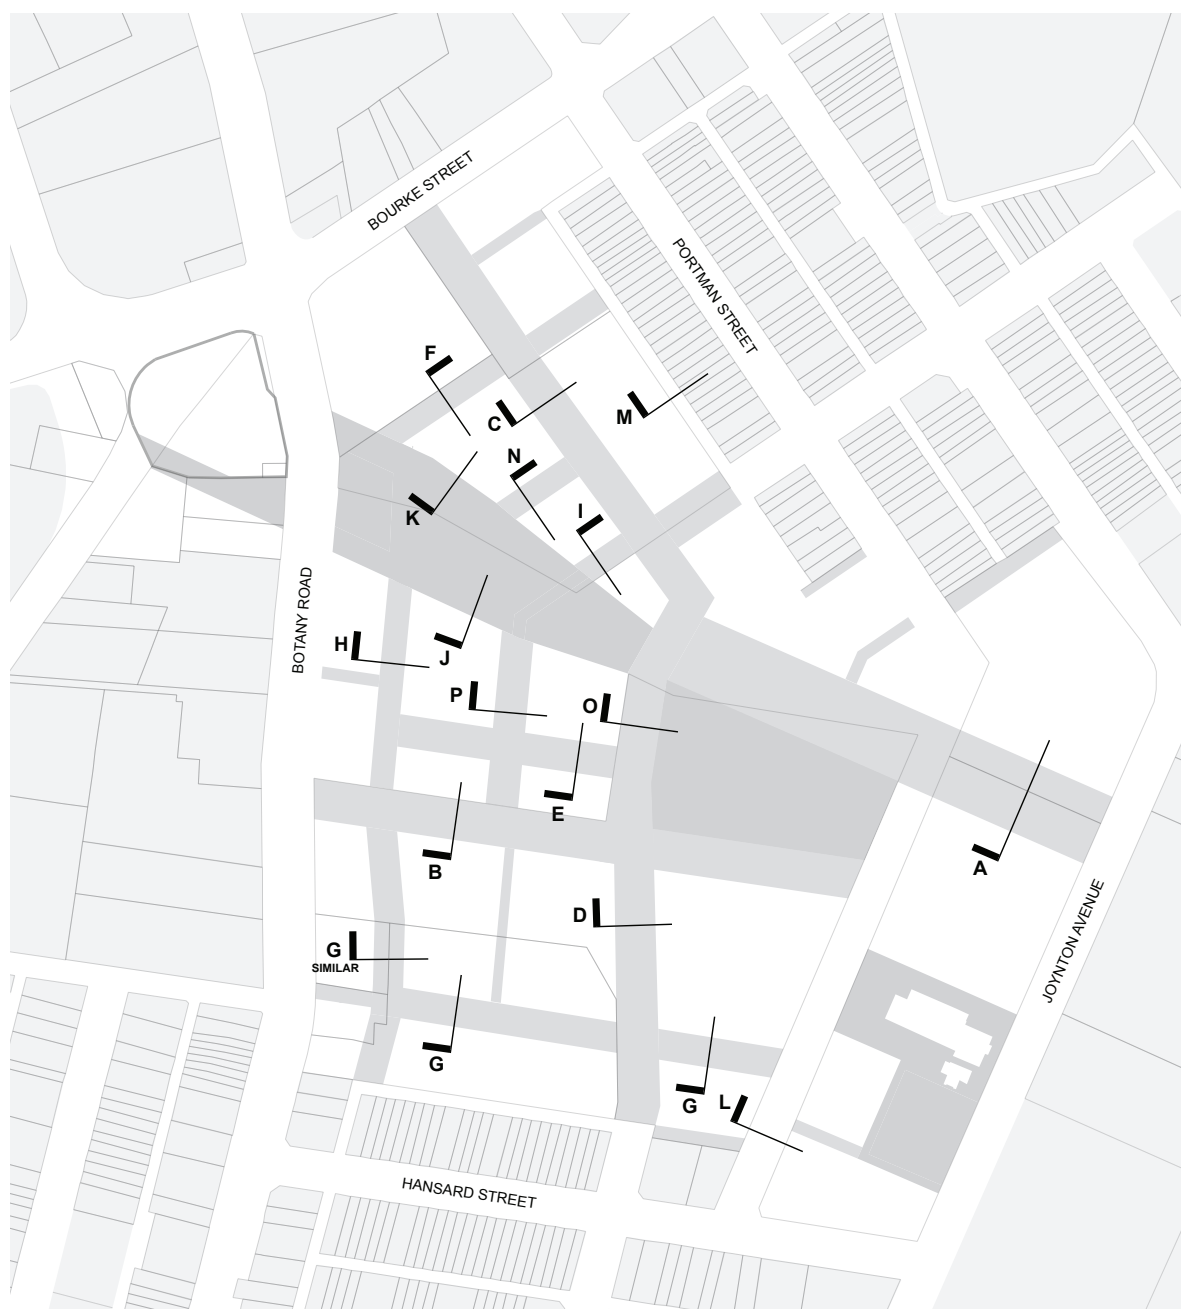 BOURKE STREET
PORTMAN STREET
F
C
M
N
K
I
BOTANY ROAD
H
J
P
O
E
B
A
D
G
SIMILAR
JOYNTON AVENUE
G
G
L
HANSARD STREET